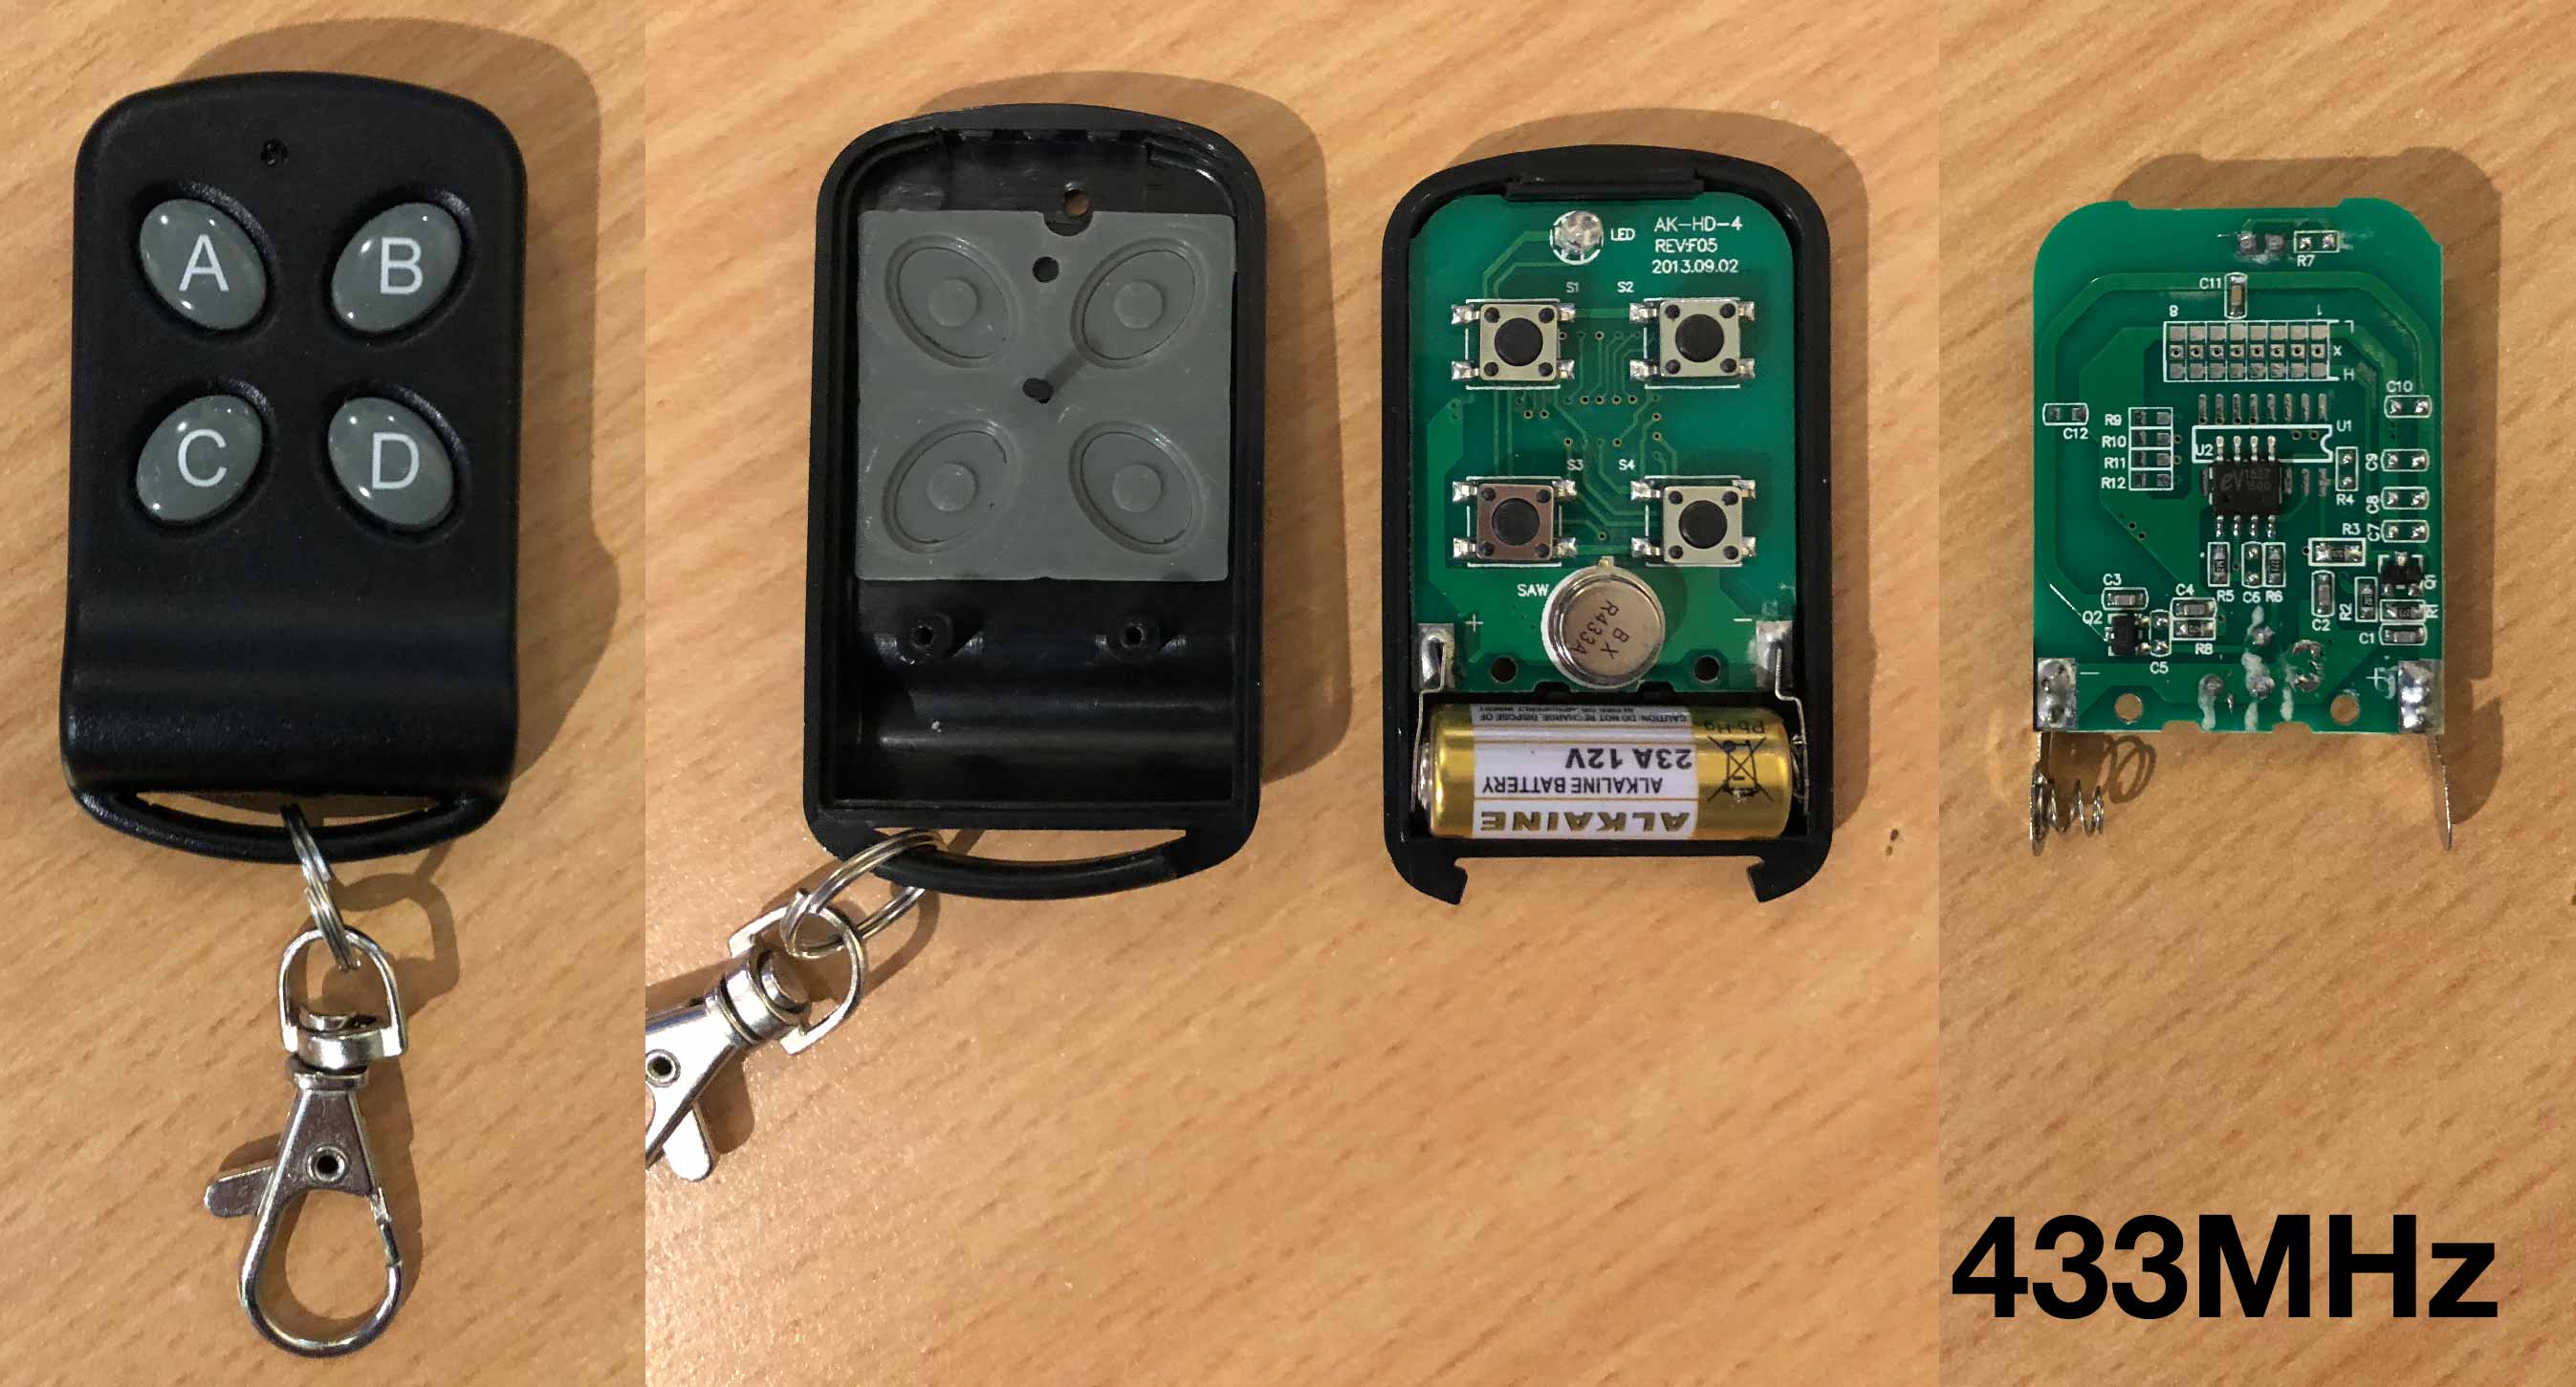 A
B
C
D
LED
AK-HD-4
REV:F05
2013.09.02
S1
S2
S3
S4
SAW
B X
R433A
+
-
CAUTION: DO NOT RECHARGE, DISPOSE OF
Pb-Hg
23A 12V
ALKALINE BATTERY
ALKAINE
R7
C11
8
1
L
X
H
C10
C12
R9
R10
R11
R12
U1
U2
eV1527
R4
C9
C8
C7
R3
C3
C4
R5
C6
R6
Q2
C5
R8
C2
R2
Q1
R1
C1
-
+
433MHz